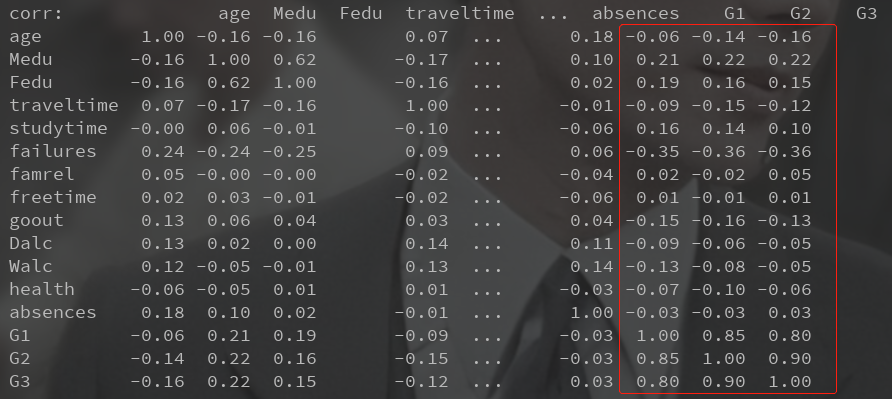 corr: age Medu Fedu traveltime ... absences G1 G2 G3
age 1.00 -0.16 -0.16 0.07 ... 0.18 -0.06 -0.14 -0.16
Medu -0.16 1.00 0.62 -0.17 ... 0.10 0.21 0.22 0.22
Fedu -0.16 0.62 1.00 -0.16 ... 0.02 0.19 0.16 0.15
traveltime 0.07 -0.17 -0.16 1.00 ... -0.01 -0.09 -0.15 -0.12
studytime -0.00 0.06 -0.01 -0.10 ... -0.06 0.16 0.14 0.10
failures 0.24 -0.24 -0.25 0.09 ... 0.06 -0.35 -0.36 -0.36
famrel 0.05 -0.00 -0.00 -0.02 ... -0.04 0.02 -0.02 0.05
freetime 0.02 0.03 -0.01 -0.02 ... -0.06 0.01 -0.01 0.01
goout 0.13 0.06 0.04 0.03 ... 0.04 -0.15 -0.16 -0.13
Dalc 0.13 0.02 0.00 0.14 ... 0.11 -0.09 -0.06 -0.05
Walc 0.12 -0.05 -0.01 0.13 ... 0.14 -0.13 -0.08 -0.05
health -0.06 -0.05 0.01 0.01 ... -0.03 -0.07 -0.10 -0.06
absences 0.18 0.10 0.02 -0.01 ... 1.00 -0.03 -0.03 0.03
G1 -0.06 0.21 0.19 -0.09 ... -0.03 1.00 0.85 0.80
G2 -0.14 0.22 0.16 -0.15 ... -0.03 0.85 1.00 0.90
G3 -0.16 0.22 0.15 -0.12 ... 0.03 0.80 0.90 1.00